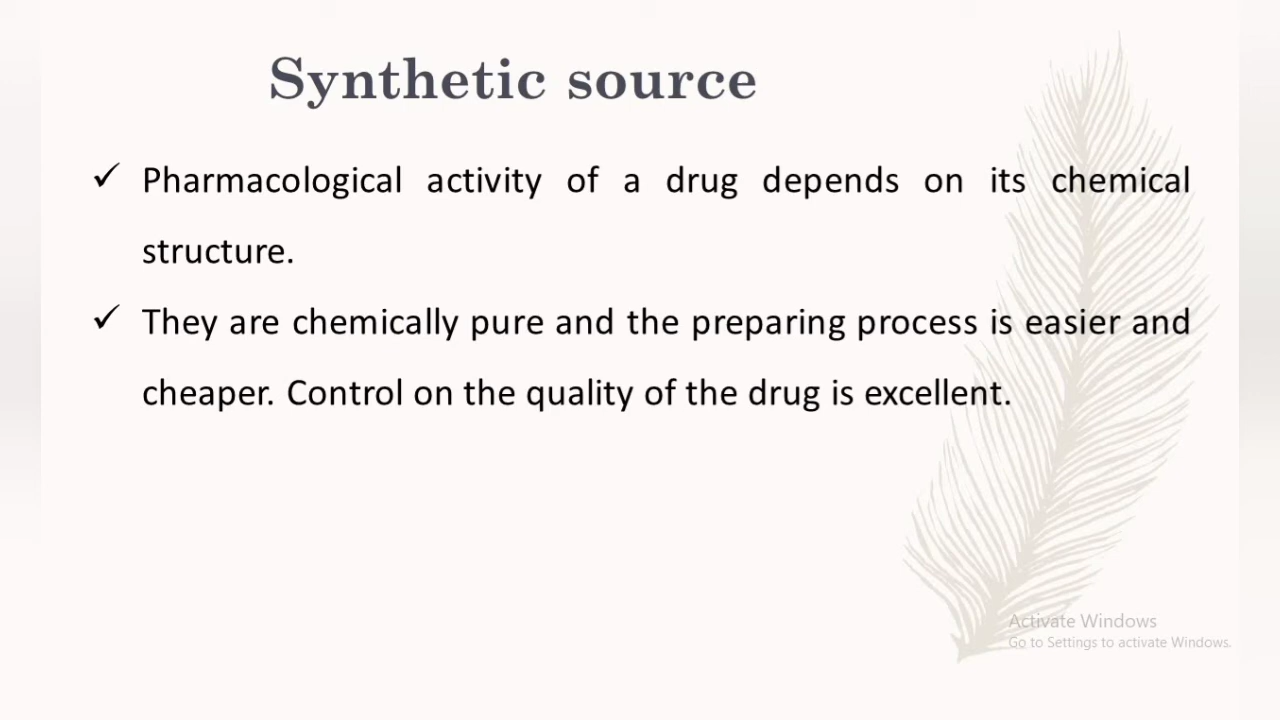 Synthetic source
✓ Pharmacological activity of a drug depends on its chemical
structure.
✓ They are chemically pure and the preparing process is easier and
cheaper. Control on the quality of the drug is excellent.
Activate Windows
Go to Settings to activate Windows.